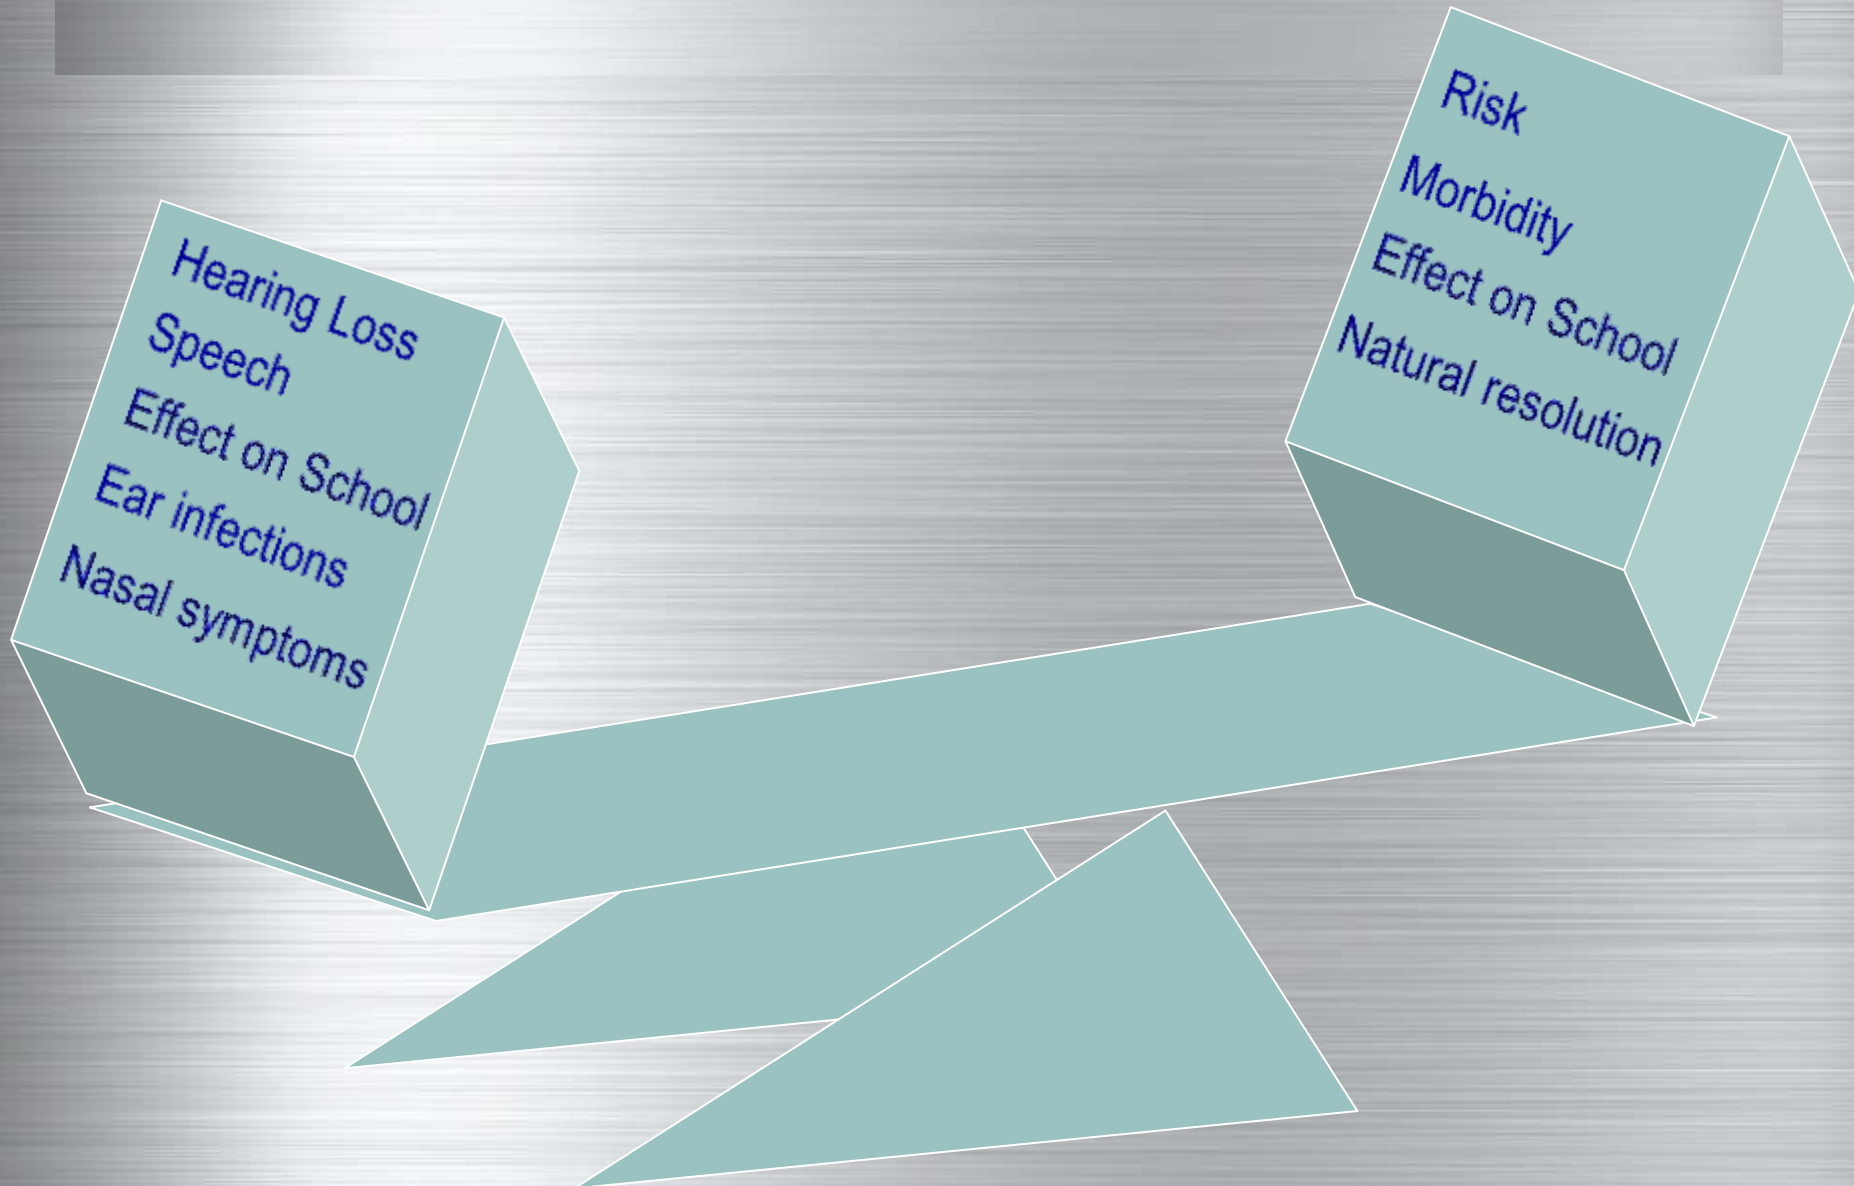 Hearing Loss
Speech
Effect on School
Ear infections
Nasal symptoms
Risk
Morbidity
Effect on School
Natural resolution